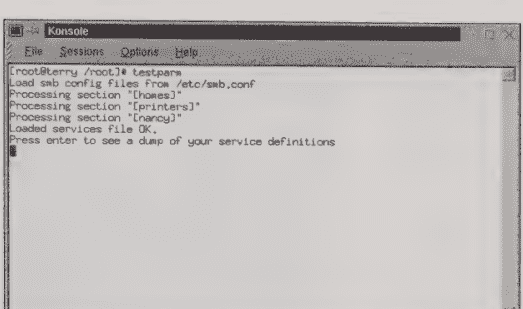 Konsole
File Sessions Options Help
[root@terry /root]# testparm
Load smb config files from /etc/smb.conf
Processing section "[homes]"
Processing section "[printers]"
Processing section "[nancy]"
Loaded services file OK.
Press enter to see a dump of your service definitions